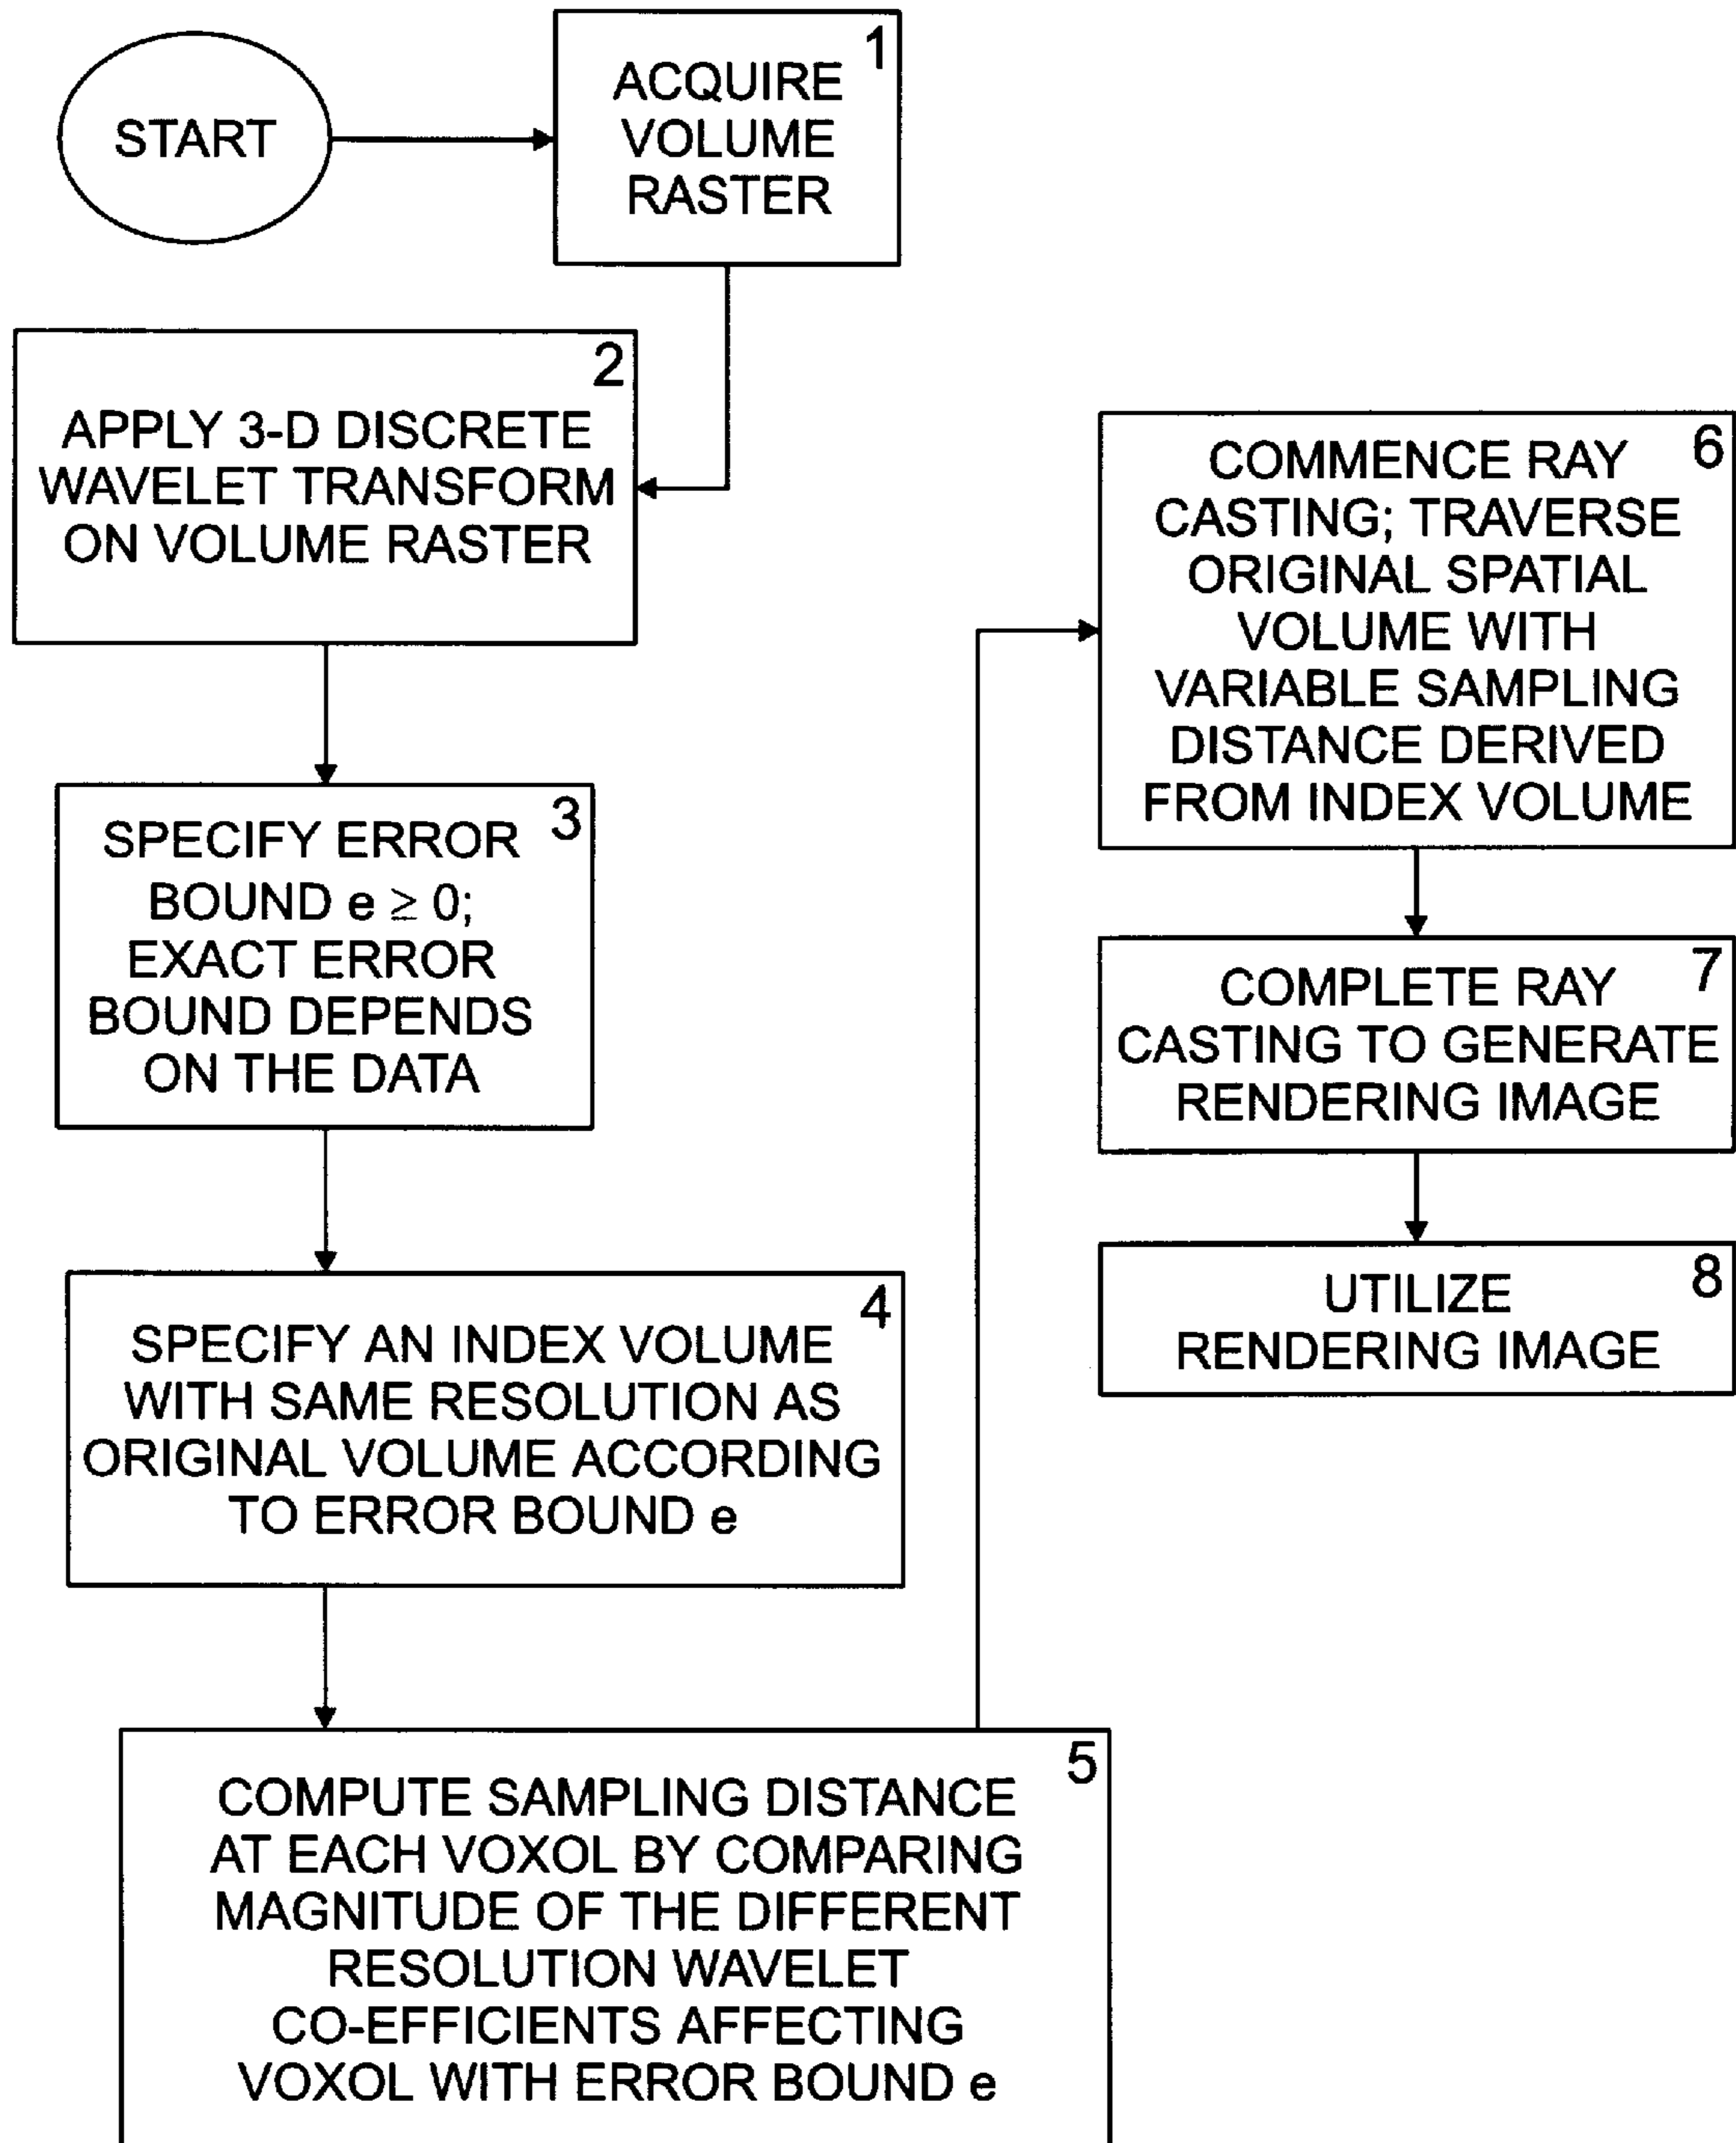 START
1
ACQUIRE
VOLUME
RASTER
2
APPLY 3-D DISCRETE
WAVELET TRANSFORM
ON VOLUME RASTER
3
SPECIFY ERROR
BOUND e ≥ 0;
EXACT ERROR
BOUND DEPENDS
ON THE DATA
4
SPECIFY AN INDEX VOLUME
WITH SAME RESOLUTION AS
ORIGINAL VOLUME ACCORDING
TO ERROR BOUND e
5
COMPUTE SAMPLING DISTANCE
AT EACH VOXOL BY COMPARING
MAGNITUDE OF THE DIFFERENT
RESOLUTION WAVELET
CO-EFFICIENTS AFFECTING
VOXOL WITH ERROR BOUND e
6
COMMENCE RAY
CASTING; TRAVERSE
ORIGINAL SPATIAL
VOLUME WITH
VARIABLE SAMPLING
DISTANCE DERIVED
FROM INDEX VOLUME
7
COMPLETE RAY
CASTING TO GENERATE
RENDERING IMAGE
8
UTILIZE
RENDERING IMAGE